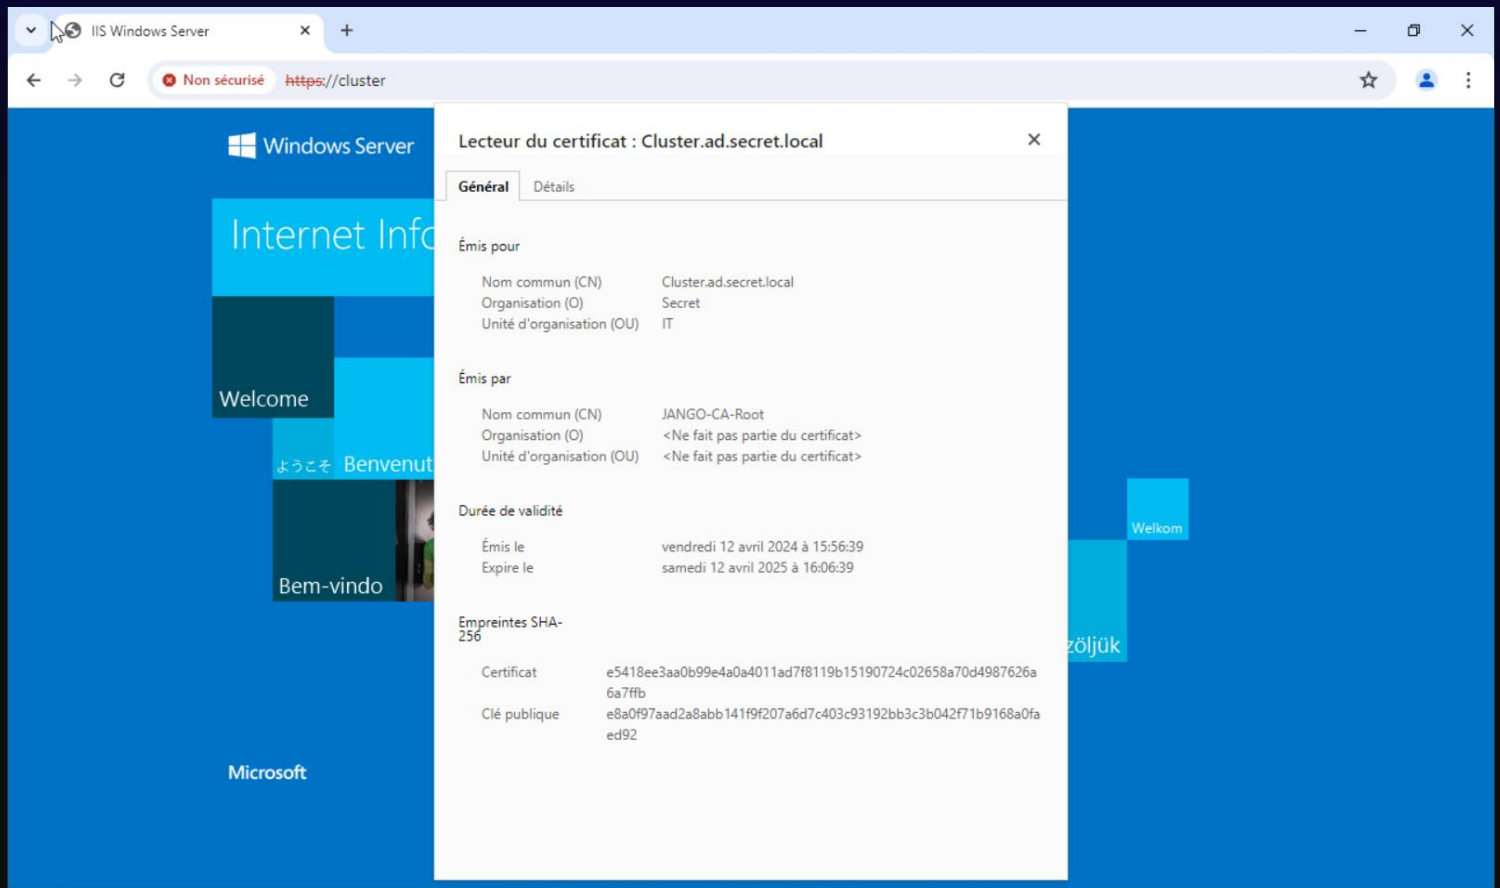 IIS Windows Server
Non sécurisé https://cluster
Windows Server
Internet Info
Welcome
ようこそ Benvenut
Bem-vindo
Microsoft
Lecteur du certificat : Cluster.ad.secret.local
Général Détails
Émis pour
Nom commun (CN) Cluster.ad.secret.local
Organisation (O) Secret
Unité d'organisation (OU) IT
Émis par
Nom commun (CN) JANGO-CA-Root
Organisation (O) <Ne fait pas partie du certificat>
Unité d'organisation (OU) <Ne fait pas partie du certificat>
Durée de validité
Émis le vendredi 12 avril 2024 à 15:56:39
Expire le samedi 12 avril 2025 à 16:06:39
Empreintes SHA-
256
Certificat e5418ee3aa0b99e4a0a4011ad7f8119b15190724c02658a70d4987626a
6a7ffb
Clé publique e8a0f97aad2a8abb141f9f207a6d7c403c93192bb3c3b042f71b9168a0fa
ed92
Welkom
zöljük